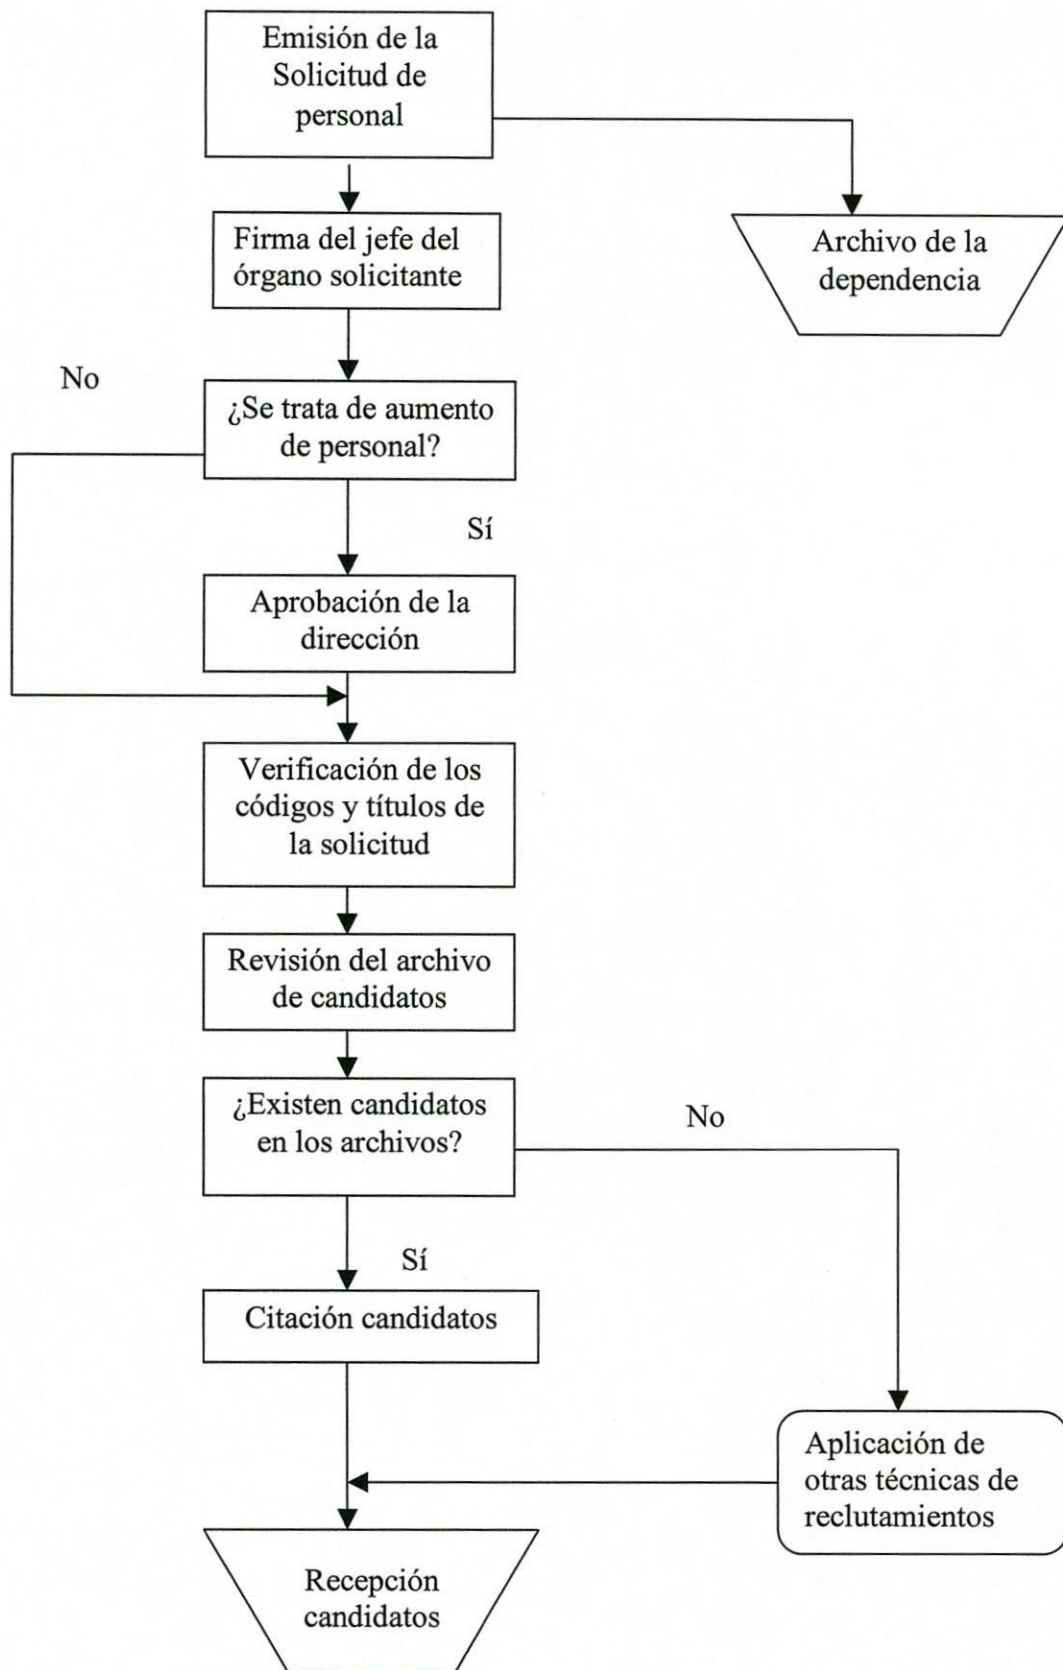 Emisión de la
Solicitud de
personal
Firma del jefe del
órgano solicitante
Archivo de la
dependencia
No
¿Se trata de aumento
de personal?
Sí
Aprobación de la
dirección
Verificación de los
códigos y títulos de
la solicitud
Revisión del archivo
de candidatos
¿Existen candidatos
en los archivos?
No
Sí
Citación candidatos
Aplicación de
otras técnicas de
reclutamientos
Recepción
candidatos